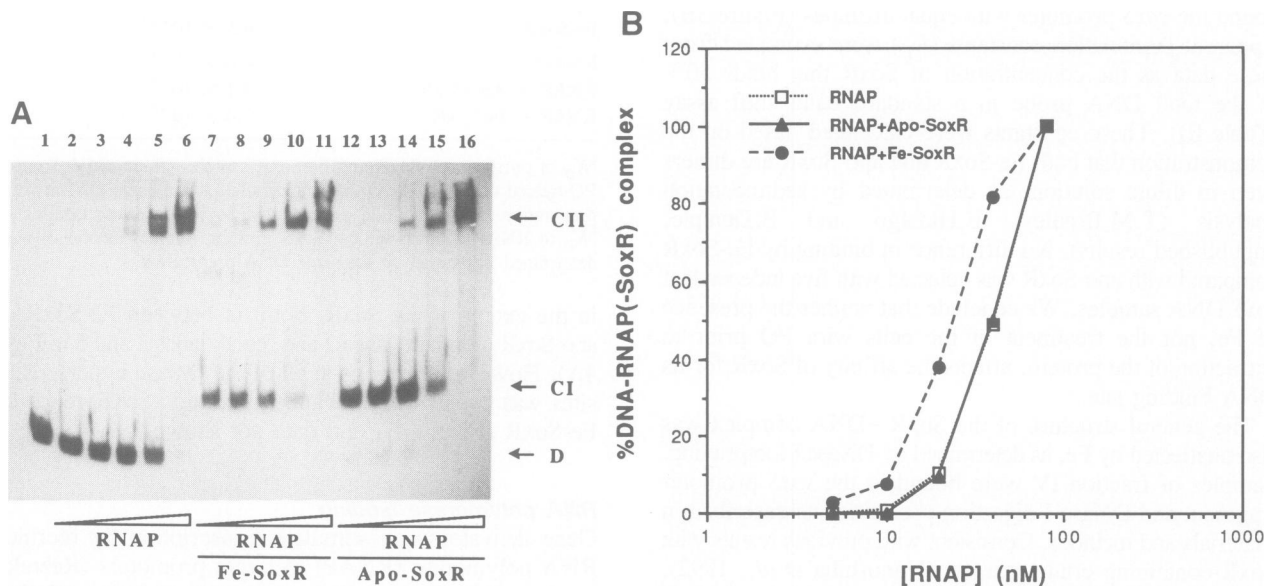 A
1 2 3 4 5 6 7 8 9 10 11 12 13 14 15 16
CII
CI
D
RNAP RNAP RNAP
Fe-SoxR Apo-SoxR
B
%DNA-RNAP(-SoxR) complex
120
100
80
60
40
20
0
RNAP
RNAP+Apo-SoxR
RNAP+Fe-SoxR
1 10 100 1000
[RNAP] (nM)